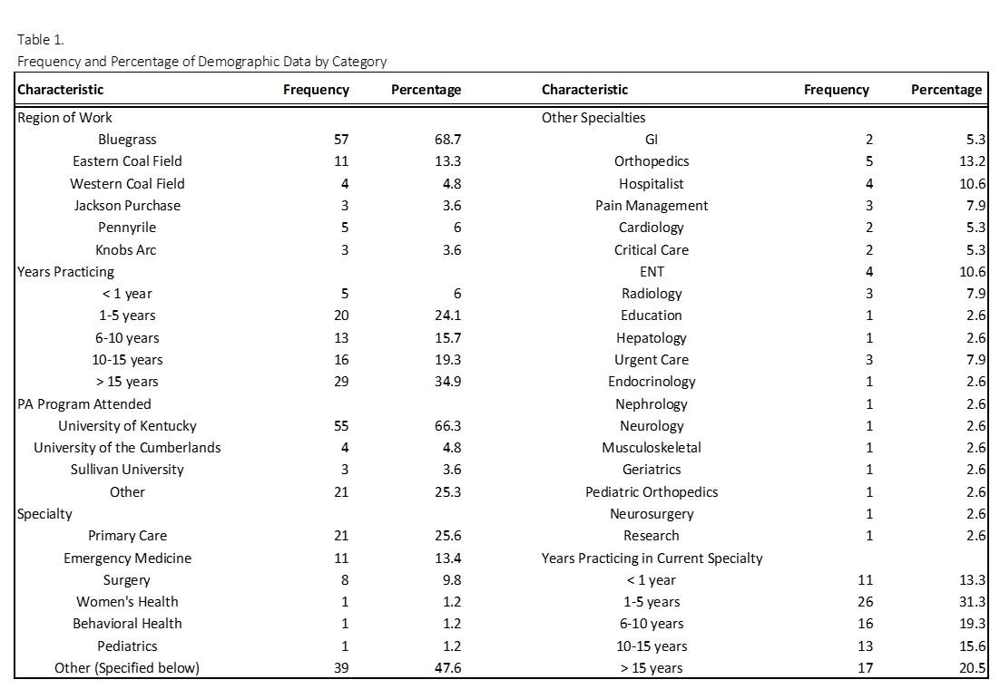 Table 1.
Frequency and Percentage of Demographic Data by Category
Characteristic Frequency Percentage Characteristic Frequency Percentage
Region of Work Other Specialties
Bluegrass 57 68.7 GI 2 5.3
Eastern Coal Field 11 13.3 Orthopedics 5 13.2
Western Coal Field 4 4.8 Hospitalist 4 10.6
Jackson Purchase 3 3.6 Pain Management 3 7.9
Pennyrile 5 6 Cardiology 2 5.3
Knobs Arc 3 3.6 Critical Care 2 5.3
Years Practicing ENT 4 10.6
< 1 year 5 6 Radiology 3 7.9
1-5 years 20 24.1 Education 1 2.6
6-10 years 13 15.7 Hepatology 1 2.6
10-15 years 16 19.3 Urgent Care 3 7.9
> 15 years 29 34.9 Endocrinology 1 2.6
PA Program Attended Nephrology 1 2.6
University of Kentucky 55 66.3 Neurology 1 2.6
University of the Cumberlands 4 4.8 Musculoskeletal 1 2.6
Sullivan University 3 3.6 Geriatrics 1 2.6
Other 21 25.3 Pediatric Orthopedics 1 2.6
Specialty Neurosurgery 1 2.6
Primary Care 21 25.6 Research 1 2.6
Emergency Medicine 11 13.4 Years Practicing in Current Specialty
Surgery 8 9.8 < 1 year 11 13.3
Women's Health 1 1.2 1-5 years 26 31.3
Behavioral Health 1 1.2 6-10 years 16 19.3
Pediatrics 1 1.2 10-15 years 13 15.6
Other (Specified below) 39 47.6 > 15 years 17 20.5